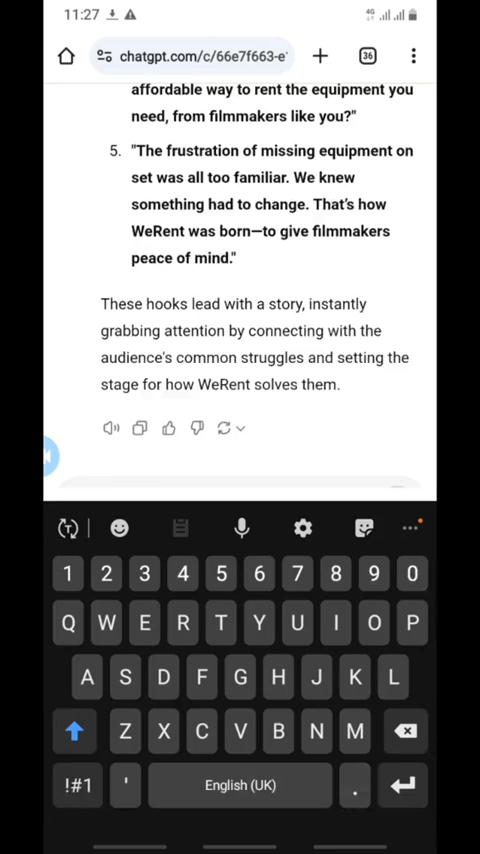 11:27
4G
chatgpt.com/c/66e7f663-e
36
affordable way to rent the equipment you
need, from filmmakers like you?"
5. "The frustration of missing equipment on
set was all too familiar. We knew
something had to change. That's how
WeRent was born—to give filmmakers
peace of mind."
These hooks lead with a story, instantly
grabbing attention by connecting with the
audience's common struggles and setting the
stage for how WeRent solves them.
T
1 2 3 4 5 6 7 8 9 0
Q W E R T Y U I O P
A S D F G H J K L
Z X C V B N M
!#1 ' English (UK) .